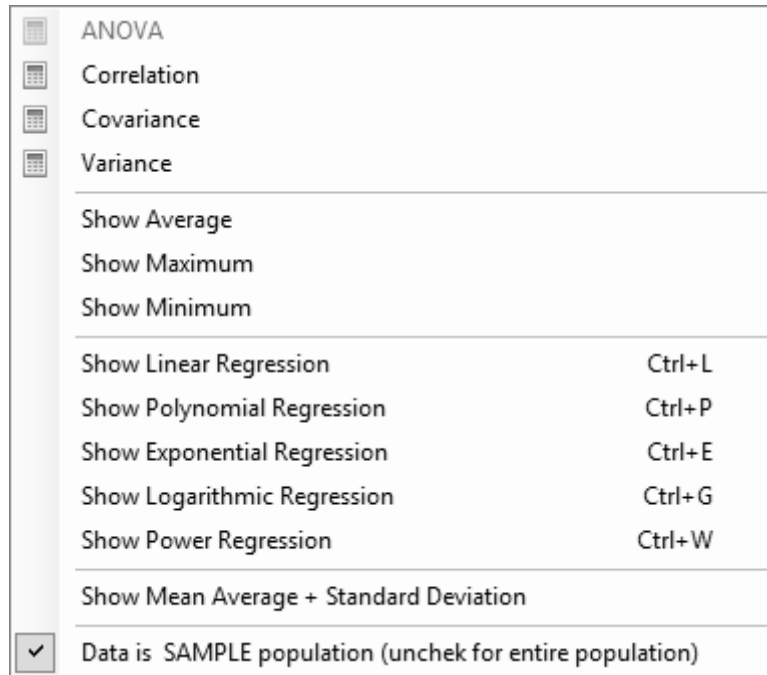 ANOVA
Correlation
Covariance
Variance
Show Average
Show Maximum
Show Minimum
Show Linear Regression Ctrl+L
Show Polynomial Regression Ctrl+P
Show Exponential Regression Ctrl+E
Show Logarithmic Regression Ctrl+G
Show Power Regression Ctrl+W
Show Mean Average + Standard Deviation
Data is  SAMPLE population (unchek for entire population)